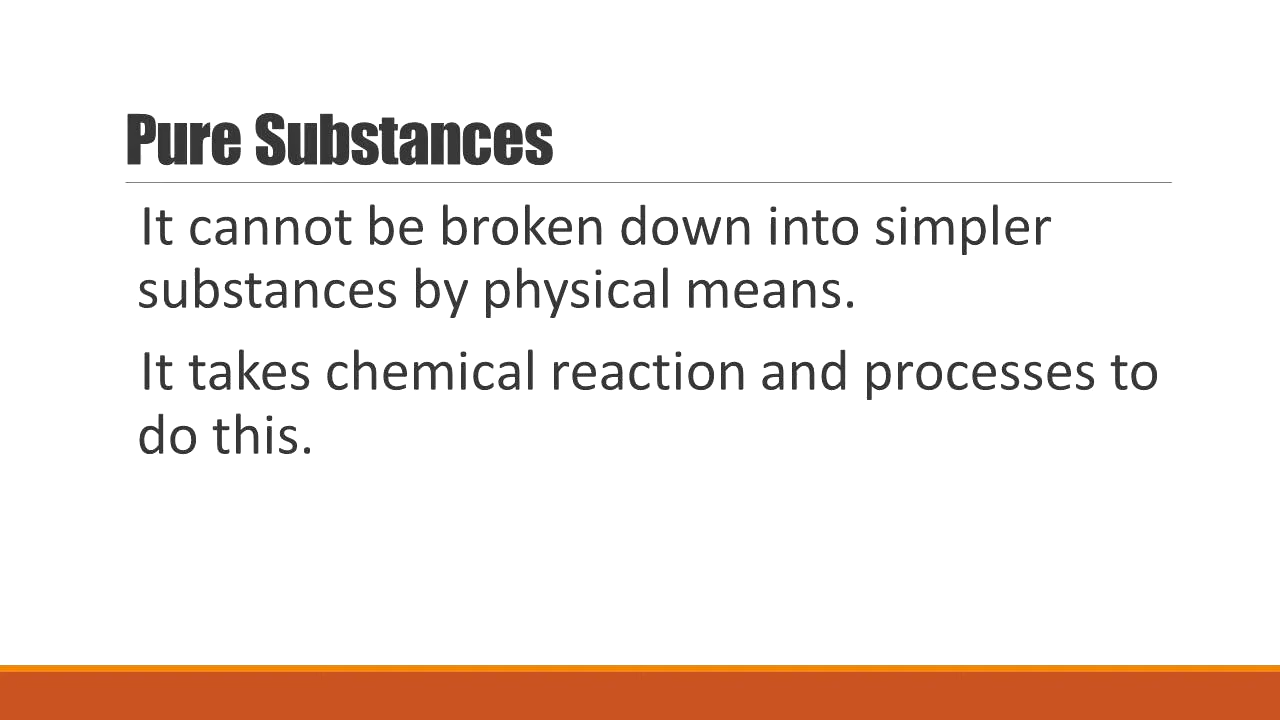 Pure Substances
It cannot be broken down into simpler
substances by physical means.
It takes chemical reaction and processes to
do this.